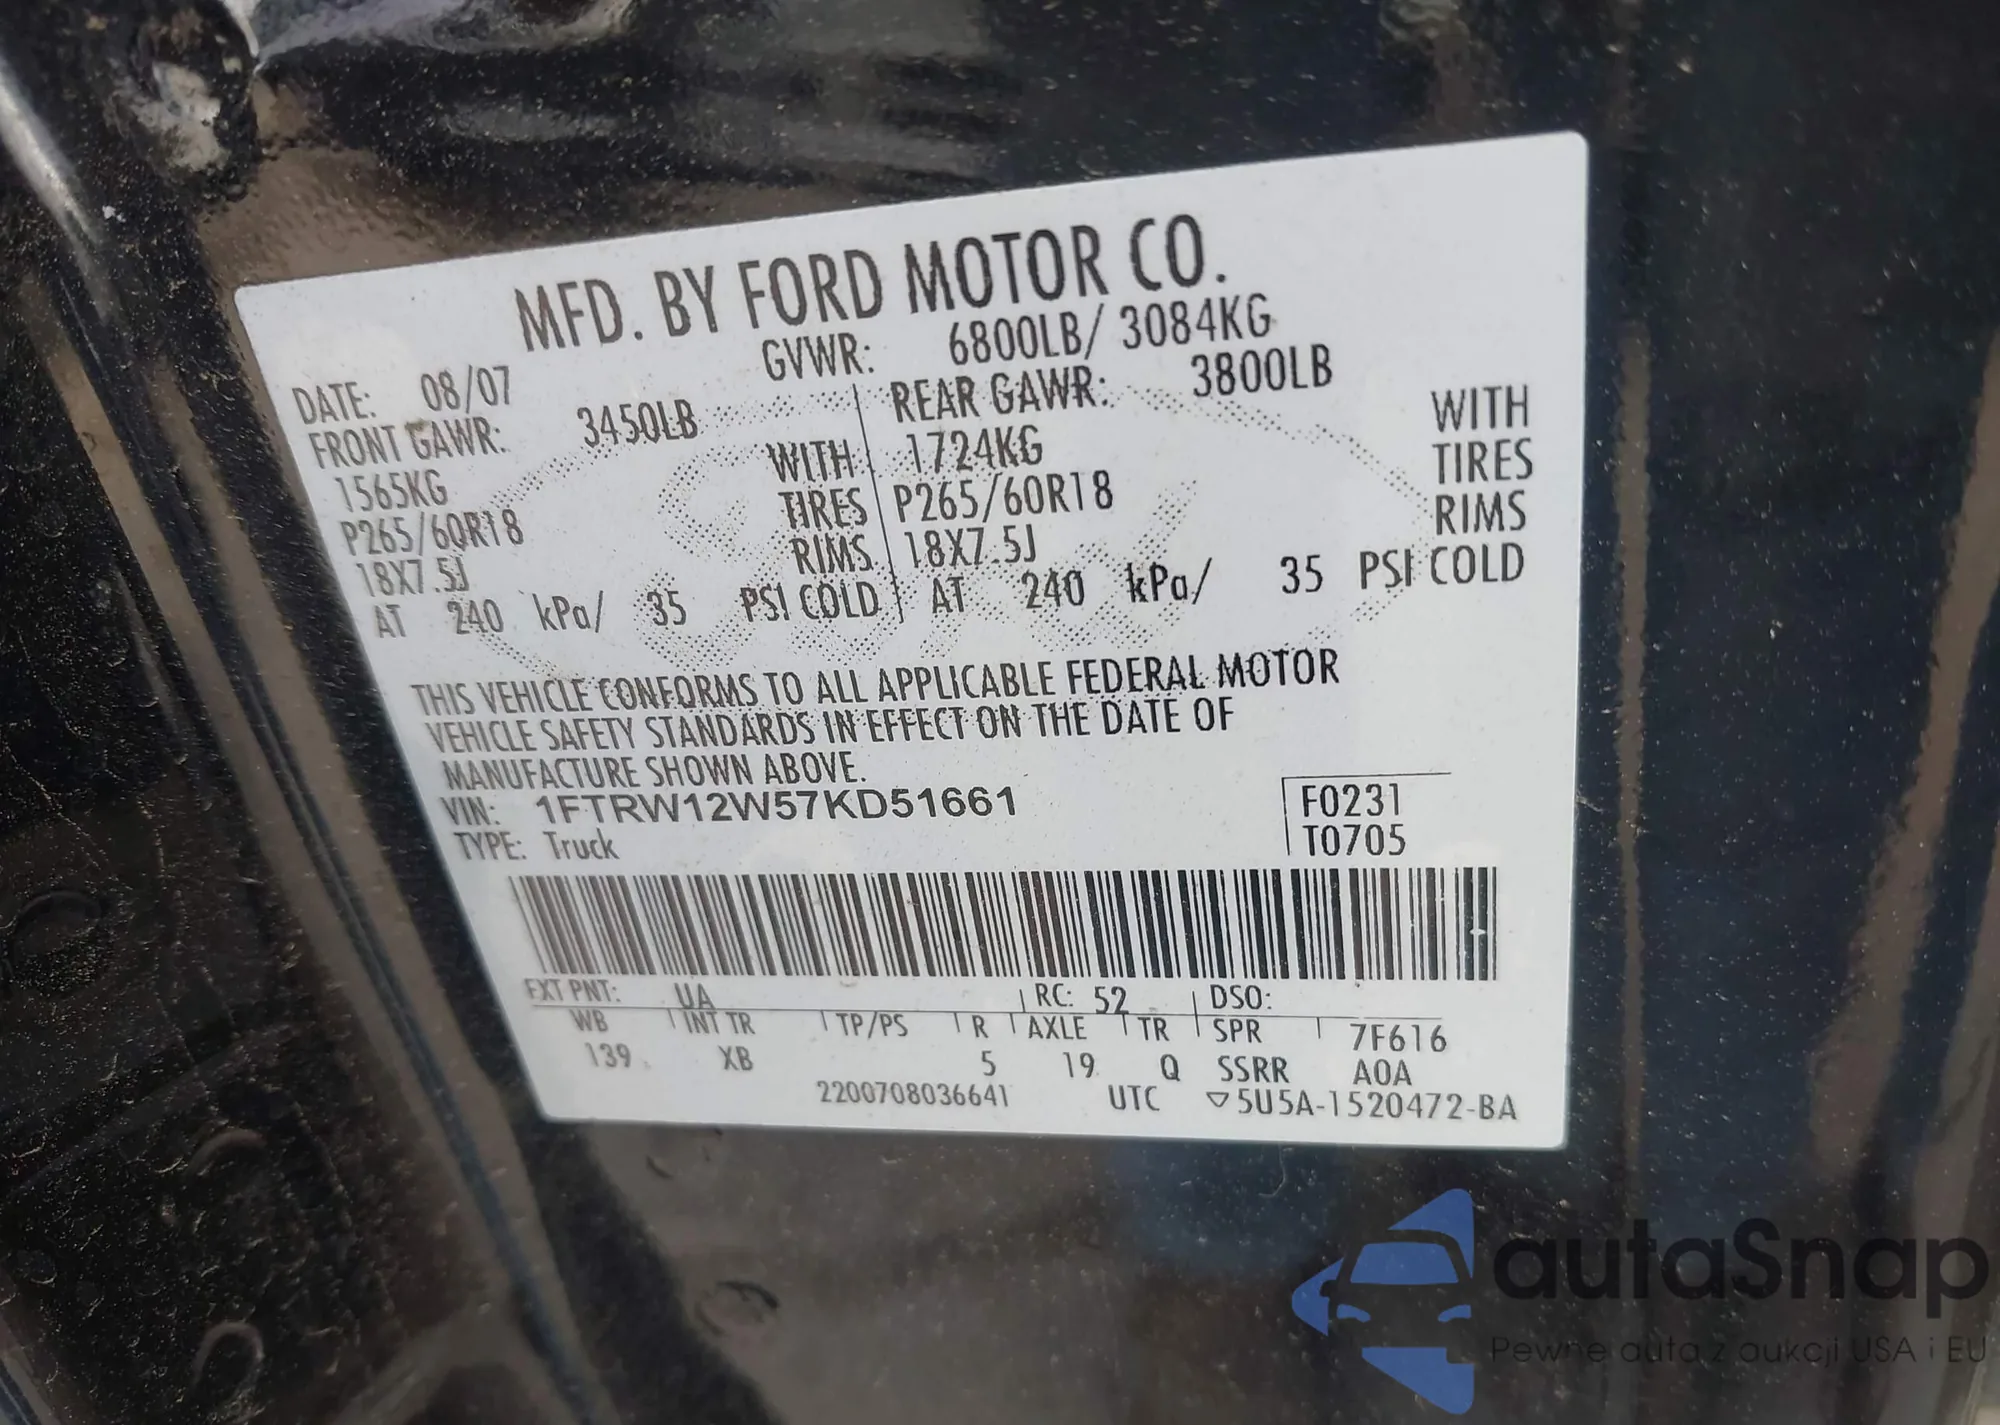 MFD. BY FORD MOTOR CO.
DATE: 08/07 GVWR: 6800LB/ 3084KG
FRONT GAWR: 3450LB REAR GAWR: 3800LB
1565KG WITH 1724KG WITH
P265/60R18 TIRES P265/60R18 TIRES
18X7.5J RIMS 18X7.5J RIMS
AT 240 kPa/ 35 PSI COLD AT 240 kPa/ 35 PSI COLD
THIS VEHICLE CONFORMS TO ALL APPLICABLE FEDERAL MOTOR
VEHICLE SAFETY STANDARDS IN EFFECT ON THE DATE OF
MANUFACTURE SHOWN ABOVE.
VIN: 1FTRW12W57KD51661 F0231
TYPE: Truck T0705
EXT PNT: UA RC: 52 DSO:
WB INT TR TP/PS R AXLE TR SPR 7F616
139 XB 5 19 Q SSRR A0A
2200708036641 UTC ▽5U5A-1520472-BA
autaSnap
Pewne auta z aukcji USA i EU